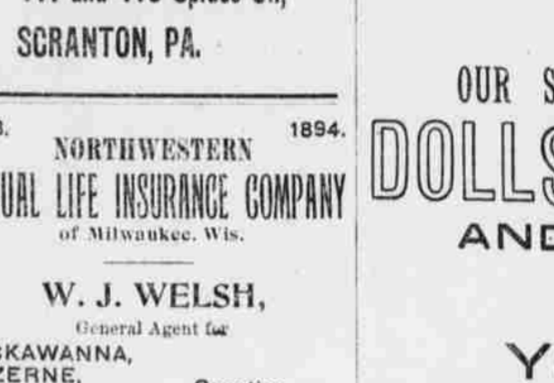 SCRANTON, PA.
1894.
NORTHWESTERN
UAL LIFE INSURANCE COMPANY
of Milwaukee, Wis.
W. J. WELSH,
General Agent for
KAWANNA,
ZERNE,
OUR S
DOLLS
AND
Y